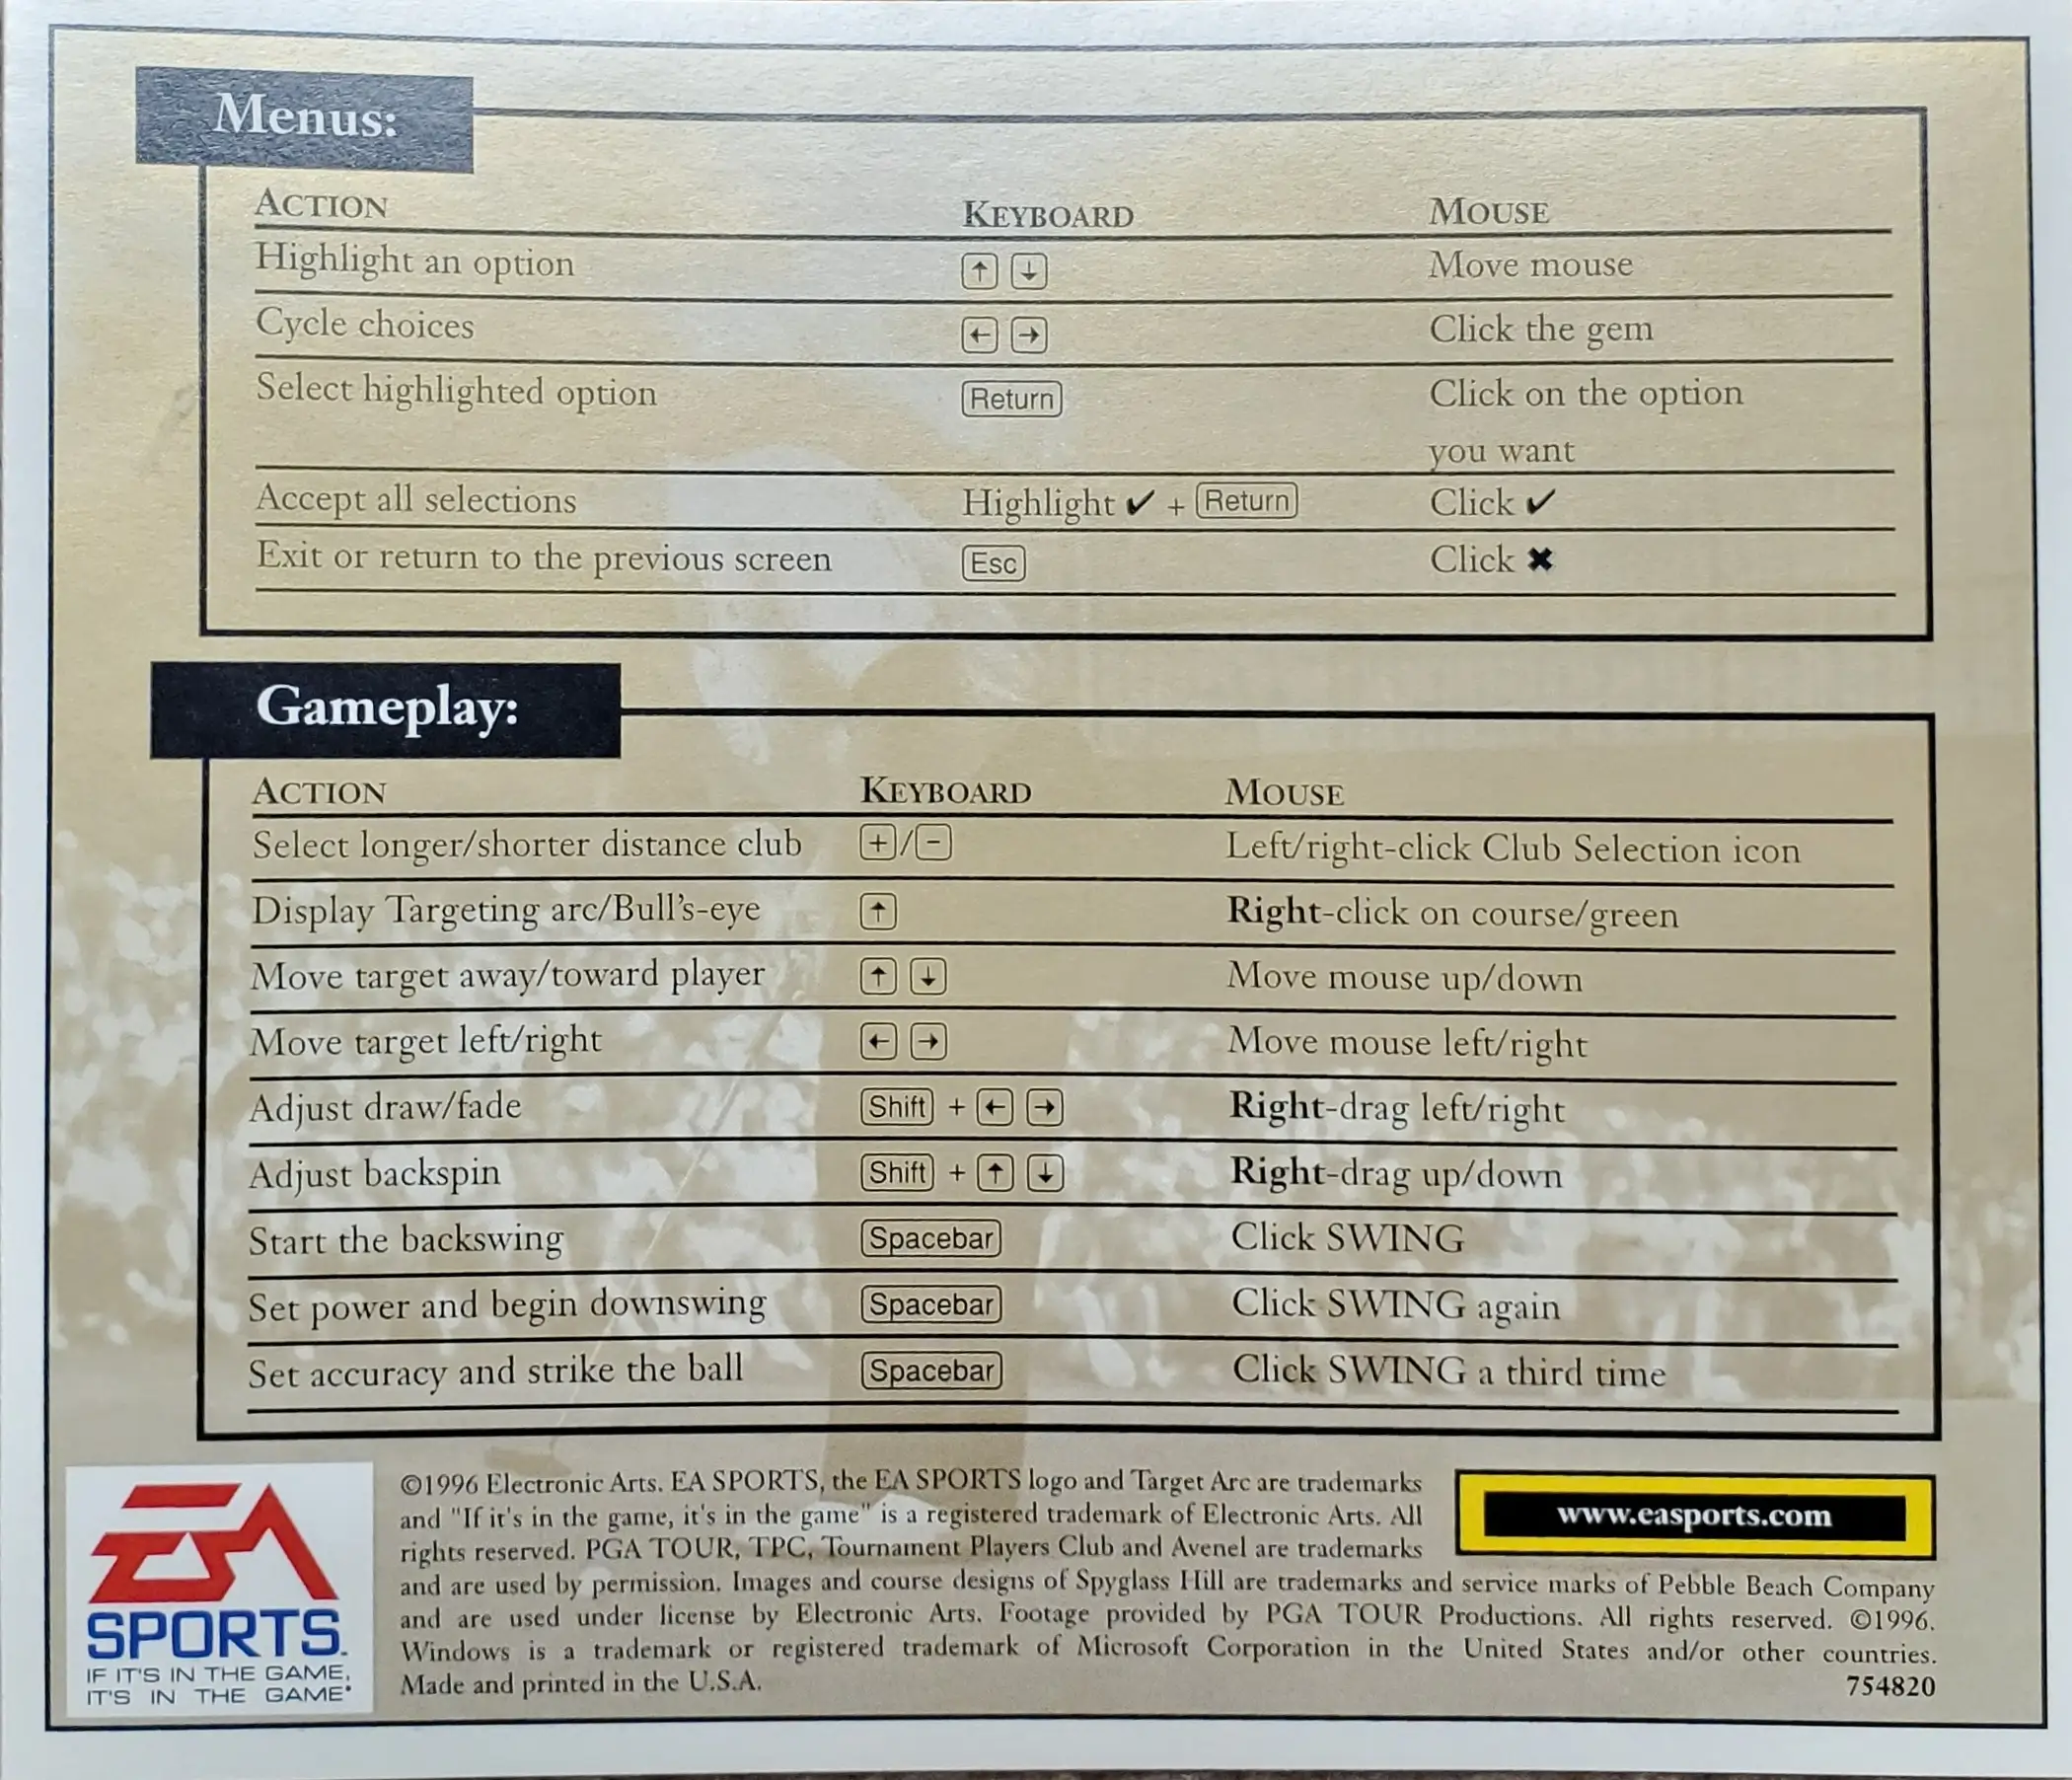 Menus:
ACTION KEYBOARD MOUSE
Highlight an option ↑ ↓ Move mouse
Cycle choices ← → Click the gem
Select highlighted option Return Click on the option
you want
Accept all selections Highlight ✔ + Return Click ✔
Exit or return to the previous screen Esc Click ✖
Gameplay:
ACTION KEYBOARD MOUSE
Select longer/shorter distance club +/− Left/right-click Club Selection icon
Display Targeting arc/Bull's-eye ↑ Right-click on course/green
Move target away/toward player ↑ ↓ Move mouse up/down
Move target left/right ← → Move mouse left/right
Adjust draw/fade Shift + ← → Right-drag left/right
Adjust backspin Shift + ↑ ↓ Right-drag up/down
Start the backswing Spacebar Click SWING
Set power and begin downswing Spacebar Click SWING again
Set accuracy and strike the ball Spacebar Click SWING a third time
EA
SPORTS™
IF IT'S IN THE GAME,
IT'S IN THE GAME®
©1996 Electronic Arts. EA SPORTS, the EA SPORTS logo and Target Arc are trademarks
and "If it's in the game, it's in the game" is a registered trademark of Electronic Arts. All
rights reserved. PGA TOUR, TPC, Tournament Players Club and Avenel are trademarks
and are used by permission. Images and course designs of Spyglass Hill are trademarks and service marks of Pebble Beach Company
and are used under license by Electronic Arts. Footage provided by PGA TOUR Productions. All rights reserved. ©1996.
Windows is a trademark or registered trademark of Microsoft Corporation in the United States and/or other countries.
Made and printed in the U.S.A.
www.easports.com
754820